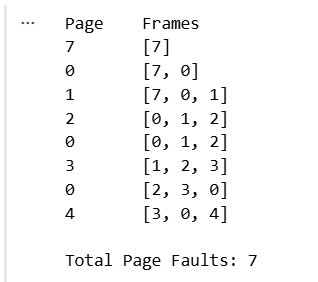 ... Page Frames
7 [7]
0 [7, 0]
1 [7, 0, 1]
2 [0, 1, 2]
0 [0, 1, 2]
3 [1, 2, 3]
0 [2, 3, 0]
4 [3, 0, 4]
Total Page Faults: 7